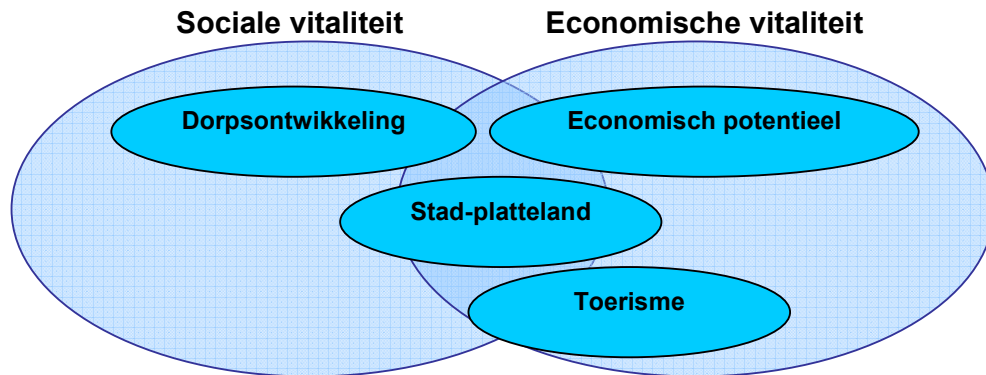 Sociale vitaliteit
Economische vitaliteit
Dorpsontwikkeling
Economisch potentieel
Stad-platteland
Toerisme